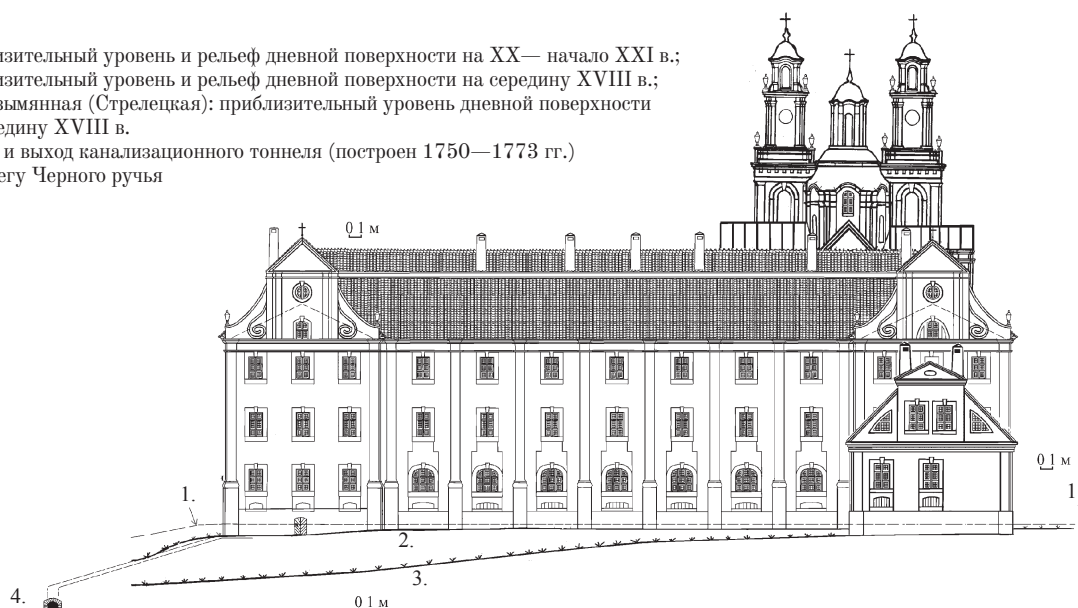 изительный уровень и рельеф дневной поверхности на XX— начало XXI в.;
изительный уровень и рельеф дневной поверхности на середину XVIII в.;
зымянная (Стрелецкая): приблизительный уровень дневной поверхности
едину XVIII в.
и выход канализационного тоннеля (построен 1750—1773 гг.)
егу Черного ручья
0 1 м
0 1 м
1.
1
2.
3.
4.
0 1 м